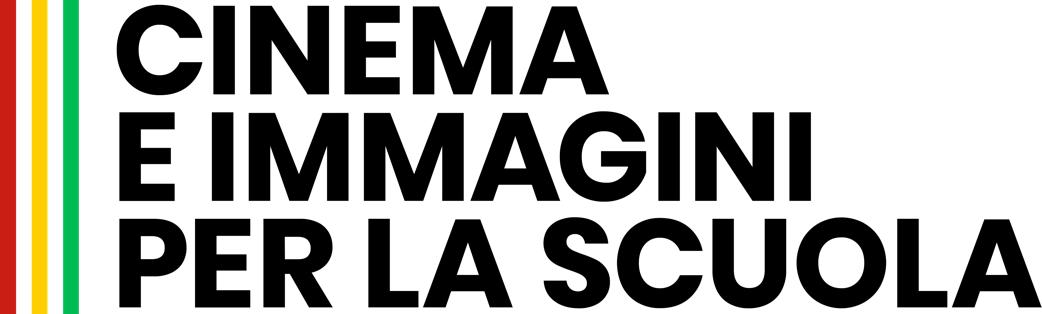 CINEMA
E IMMAGINI
PER LA SCUOLA